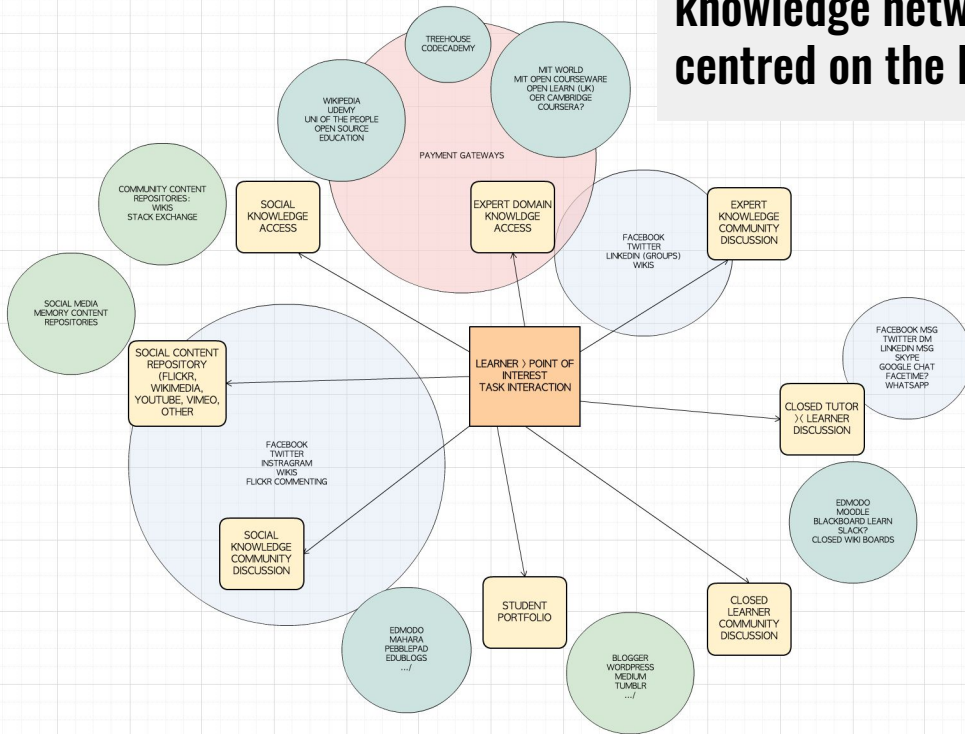 knowledge netw
centred on the l
TREEHOUSE
CODECADEMY
MIT WORLD
MIT OPEN COURSEWARE
OPEN LEARN (UK)
OER CAMBRIDGE
COURSERA?
WIKIPEDIA
UDEMY
UNI OF THE PEOPLE
OPEN SOURCE
EDUCATION
PAYMENT GATEWAYS
COMMUNITY CONTENT
REPOSITORIES:
WIKIS
STACK EXCHANGE
SOCIAL
KNOWLEDGE
ACCESS
EXPERT DOMAIN
KNOWLDGE
ACCESS
EXPERT
KNOWLEDGE
COMMUNITY
DISCUSSION
FACEBOOK
TWITTER
LINKEDIN (GROUPS)
WIKIS
SOCIAL MEDIA
MEMORY CONTENT
REPOSITORIES
FACEBOOK MSG
TWITTER DM
LINKEDIN MSG
SKYPE
GOOGLE CHAT
FACETIME?
WHATSAPP
SOCIAL CONTENT
REPOSITORY
(FLICKR,
WIKIMEDIA,
YOUTUBE, VIMEO,
OTHER
LEARNER > POINT OF
INTEREST
TASK INTERACTION
CLOSED TUTOR
>< LEARNER
DISCUSSION
FACEBOOK
TWITTER
INSTRAGRAM
WIKIS
FLICKR COMMENTING
EDMODO
MOODLE
BLACKBOARD LEARN
SLACK?
CLOSED WIKI BOARDS
SOCIAL
KNOWLEDGE
COMMUNITY
DISCUSSION
STUDENT
PORTFOLIO
CLOSED
LEARNER
COMMUNITY
DISCUSSION
EDMODO
MAHARA
PEBBLEPAD
EDUBLOGS
.../
BLOGGER
WORDPRESS
MEDIUM
TUMBLR
.../